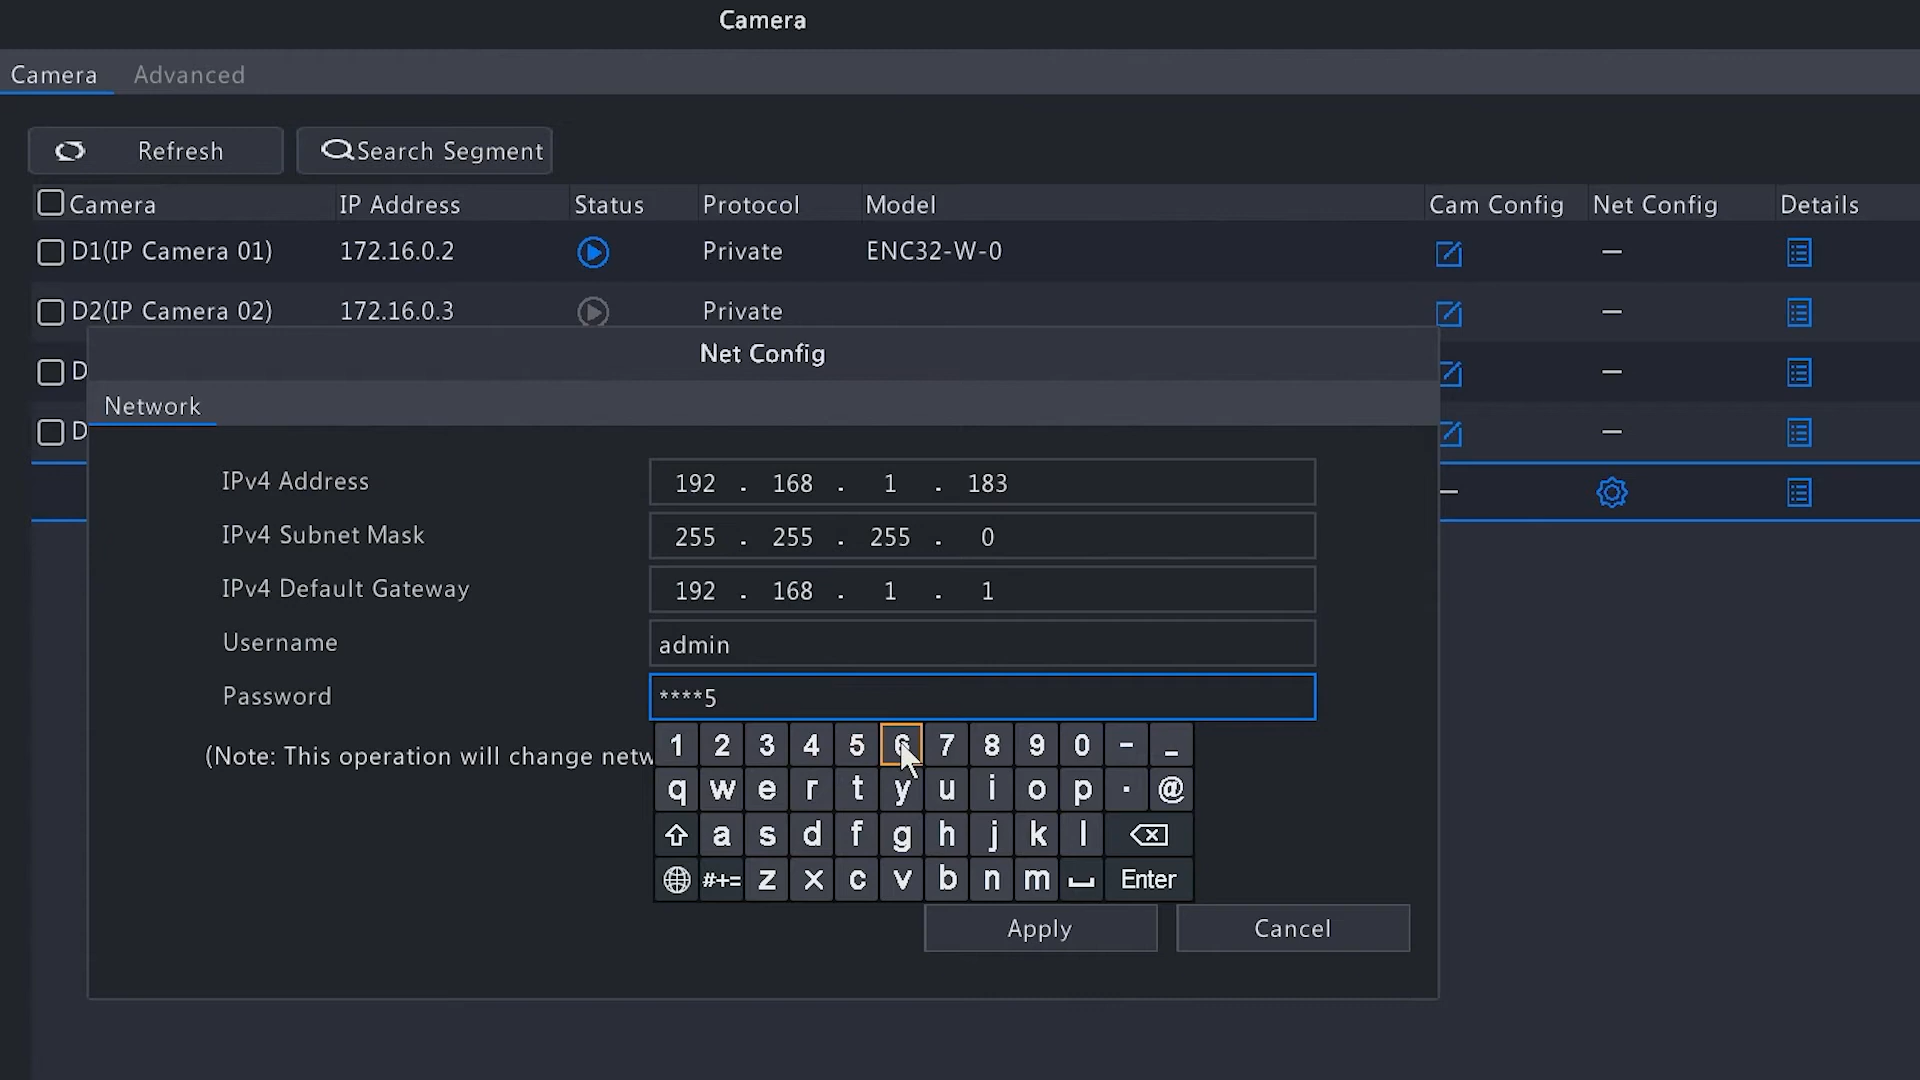 Camera
Camera Advanced
Refresh Search Segment
Camera IP Address Status Protocol Model Cam Config Net Config Details
D1(IP Camera 01) 172.16.0.2 Private ENC32-W-0 —
D2(IP Camera 02) 172.16.0.3 Private —
D —
D —
— 
Net Config
Network
IPv4 Address 192 . 168 . 1 . 183
IPv4 Subnet Mask 255 . 255 . 255 . 0
IPv4 Default Gateway 192 . 168 . 1 . 1
Username admin
Password ****5
(Note: This operation will change netw
1 2 3 4 5 6 7 8 9 0 - _
q w e r t y u i o p . @
a s d f g h j k l
#+= z x c v b n m Enter
Apply Cancel